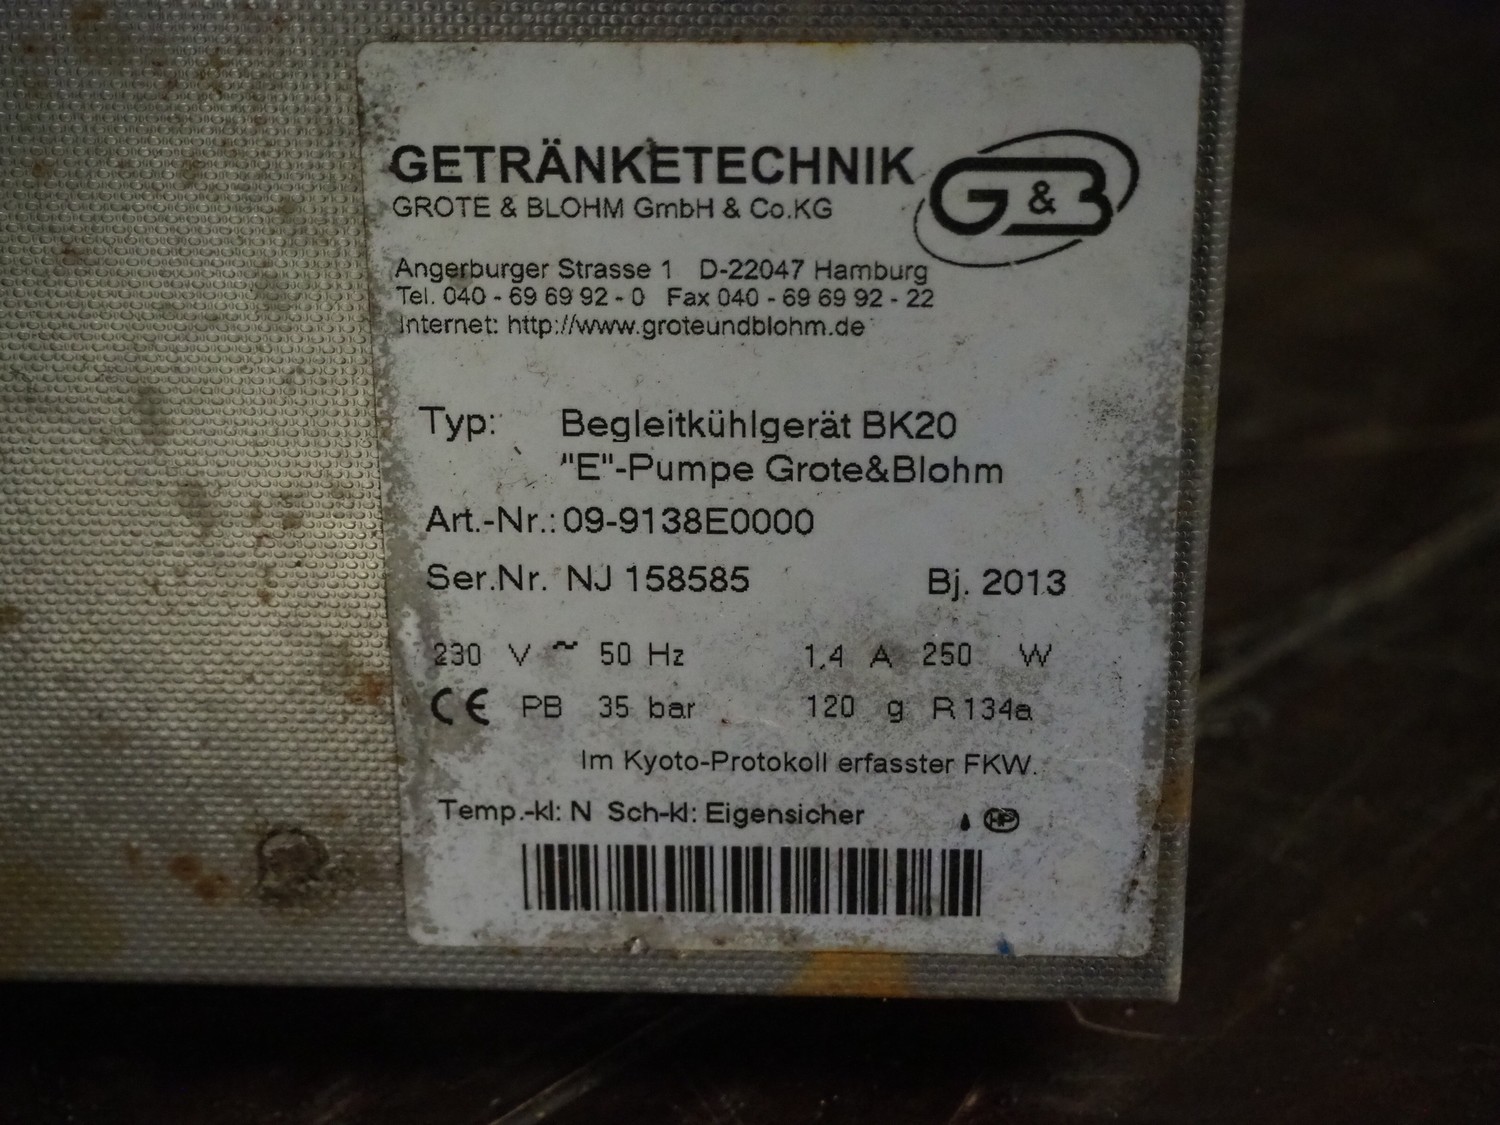 GETRÄNKETECHNIK
GROTE & BLOHM GmbH & Co.KG
G&B
Angerburger Strasse 1 D-22047 Hamburg
Tel. 040 - 69 69 92 - 0 Fax 040 - 69 69 92 - 22
Internet: http://www.groteundblohm.de
Typ: Begleitkühlgerät BK20
"E"-Pumpe Grote&Blohm
Art.-Nr.: 09-9138E0000
Ser.Nr. NJ 158585 Bj. 2013
230 V ~ 50 Hz 1,4 A 250 W
CE PB 35 bar 120 g R134a
Im Kyoto-Protokoll erfasster FKW.
Temp.-kl: N Sch-kl: Eigensicher